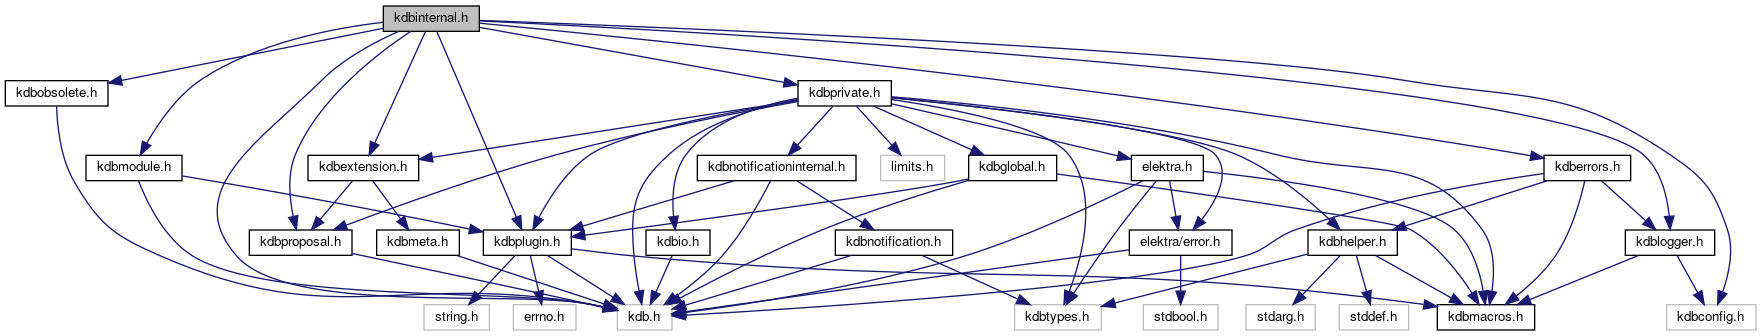 kdbinternal.h
kdbobsolete.h
kdbprivate.h
kdbmodule.h
kdbextension.h
kdbnotificationinternal.h
limits.h
kdbglobal.h
elektra.h
kdberrors.h
kdbproposal.h
kdbmeta.h
kdbplugin.h
kdbio.h
kdbnotification.h
elektra/error.h
kdbhelper.h
kdblogger.h
string.h
errno.h
kdb.h
kdbtypes.h
stdbool.h
stdarg.h
stddef.h
kdbmacros.h
kdbconfig.h